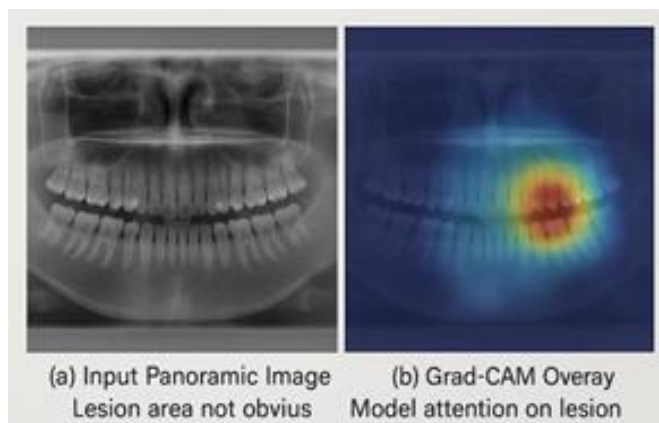 (a) Input Panoramic Image
Lesion area not obvius
(b) Grad-CAM Overay
Model attention on lesion